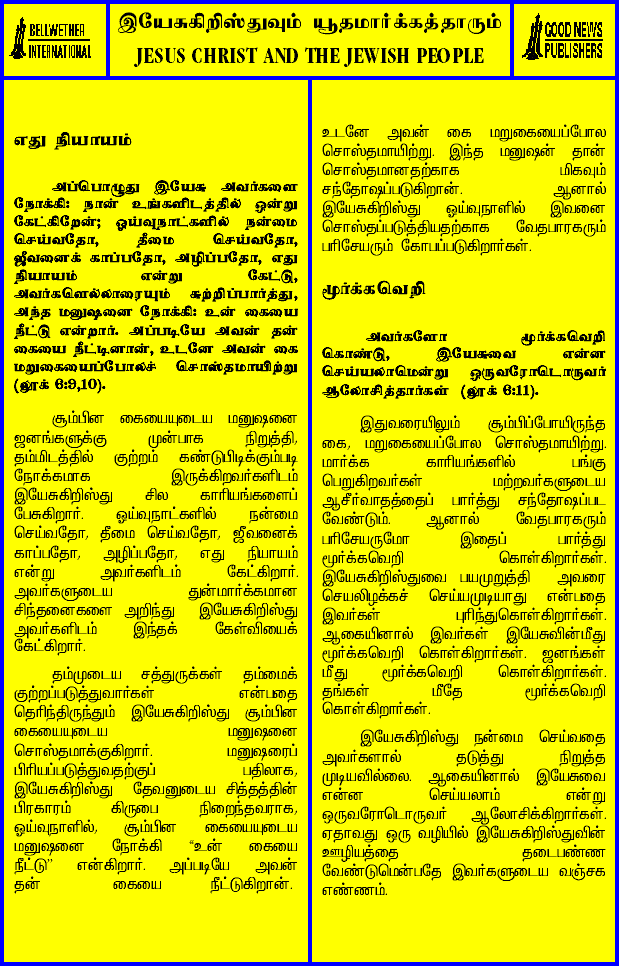 BELLWETHER
INTERNATIONAL
இயேசுகிறிஸ்துவும் யூதமார்க்கத்தாரும்
JESUS CHRIST AND THE JEWISH PEOPLE
GOOD NEWS
PUBLISHERS
எது நியாயம்
அப்பொழுது இயேசு அவர்களை
நோக்கி: நான் உங்களிடத்தில் ஒன்று
கேட்கிறேன்; ஓய்வுநாட்களில் நன்மை
செய்வதோ, தீமை செய்வதோ,
ஜீவனைக் காப்பதோ, அழிப்பதோ, எது
நியாயம் என்று கேட்டு,
அவர்களெல்லாரையும் சுற்றிப்பார்த்து,
அந்த மனுஷனை நோக்கி: உன் கையை
நீட்டு என்றார். அப்படியே அவன் தன்
கையை நீட்டினான், உடனே அவன் கை
மறுகையைப்போலச் சொஸ்தமாயிற்று
(லூக் 6:9,10).
சூம்பின கையையுடைய மனுஷனை
ஜனங்களுக்கு முன்பாக நிறுத்தி,
தம்மிடத்தில் குற்றம் கண்டுபிடிக்கும்படி
நோக்கமாக இருக்கிறவர்களிடம்
இயேசுகிறிஸ்து சில காரியங்களைப்
பேசுகிறார். ஓய்வுநாட்களில் நன்மை
செய்வதோ, தீமை செய்வதோ, ஜீவனைக்
காப்பதோ, அழிப்பதோ, எது நியாயம்
என்று அவர்களிடம் கேட்கிறார்.
அவர்களுடைய துன்மார்க்கமான
சிந்தனைகளை அறிந்து இயேசுகிறிஸ்து
அவர்களிடம் இந்தக் கேள்வியைக்
கேட்கிறார்.
தம்முடைய சத்துருக்கள் தம்மைக்
குற்றப்படுத்துவார்கள் என்பதை
தெரிந்திருந்தும் இயேசுகிறிஸ்து சூம்பின
கையையுடைய மனுஷனை
சொஸ்தமாக்குகிறார். மனுஷரைப்
பிரியப்படுத்துவதற்குப் பதிலாக,
இயேசுகிறிஸ்து தேவனுடைய சித்தத்தின்
பிரகாரம் கிருபை நிறைந்தவராக,
ஓய்வுநாளில், சூம்பின கையையுடைய
மனுஷனை நோக்கி “உன் கையை
நீட்டு” என்கிறார். அப்படியே அவன்
தன் கையை நீட்டுகிறான்.
உடனே அவன் கை மறுகையைப்போல
சொஸ்தமாயிற்று. இந்த மனுஷன் தான்
சொஸ்தமானதற்காக மிகவும்
சந்தோஷப்படுகிறான். ஆனால்
இயேசுகிறிஸ்து ஓய்வுநாளில் இவனை
சொஸ்தப்படுத்தியதற்காக வேதபாரகரும்
பரிசேயரும் கோபப்படுகிறார்கள்.
மூர்க்கவெறி
அவர்களோ மூர்க்கவெறி
கொண்டு, இயேசுவை என்ன
செய்யலாமென்று ஒருவரோடொருவர்
ஆலோசித்தார்கள் (லூக் 6:11).
இதுவரையிலும் சூம்பிப்போயிருந்த
கை, மறுகையைப்போல சொஸ்தமாயிற்று.
மார்க்க காரியங்களில் பங்கு
பெறுகிறவர்கள் மற்றவர்களுடைய
ஆசீர்வாதத்தைப் பார்த்து சந்தோஷப்பட
வேண்டும். ஆனால் வேதபாரகரும்
பரிசேயருமோ இதைப் பார்த்து
மூர்க்கவெறி கொள்கிறார்கள்.
இயேசுகிறிஸ்துவை பயமுறுத்தி அவரை
செயலிழக்கச் செய்யமுடியாது என்பதை
இவர்கள் புரிந்துகொள்கிறார்கள்.
ஆகையினால் இவர்கள் இயேசுவின்மீது
மூர்க்கவெறி கொள்கிறார்கள். ஜனங்கள்
மீது மூர்க்கவெறி கொள்கிறார்கள்.
தங்கள் மீதே மூர்க்கவெறி
கொள்கிறார்கள்.
இயேசுகிறிஸ்து நன்மை செய்வதை
அவர்களால் தடுத்து நிறுத்த
முடியவில்லை. ஆகையினால் இயேசுவை
என்ன செய்யலாம் என்று
ஒருவரோடொருவர் ஆலோசிக்கிறார்கள்.
ஏதாவது ஒரு வழியில் இயேசுகிறிஸ்துவின்
ஊழியத்தை தடைபண்ண
வேண்டுமென்பதே இவர்களுடைய வஞ்சக
எண்ணம்.